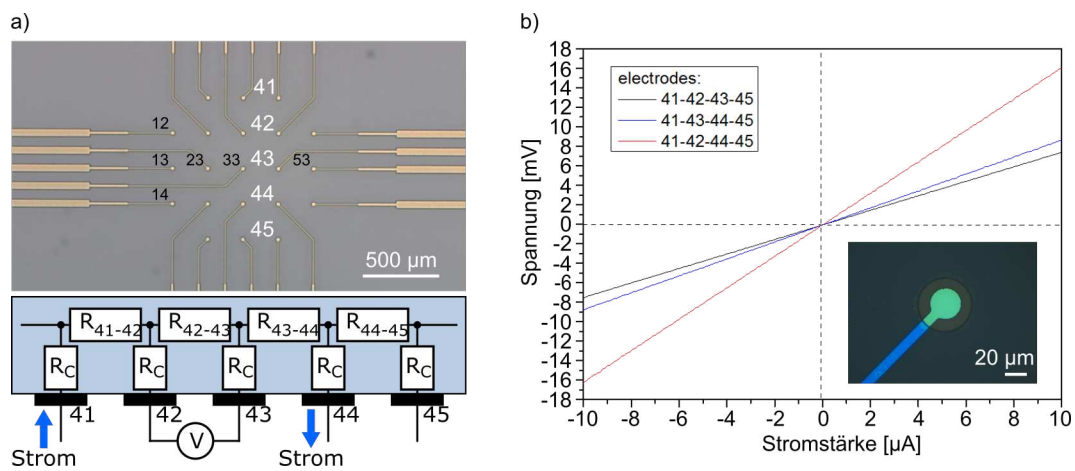 a)
41
12
42
13
23
33
43
53
14
44
45
500 µm
R41-42
R42-43
R43-44
R44-45
RC
RC
RC
RC
RC
41
42
43
44
45
V
Strom
Strom
b)
Spannung [mV]
18
16
14
12
10
8
6
4
2
0
-2
-4
-6
-8
-10
-12
-14
-16
-18
electrodes:
41-42-43-45
41-43-44-45
41-42-44-45
20 µm
-10
-8
-6
-4
-2
0
2
4
6
8
10
Stromstärke [µA]